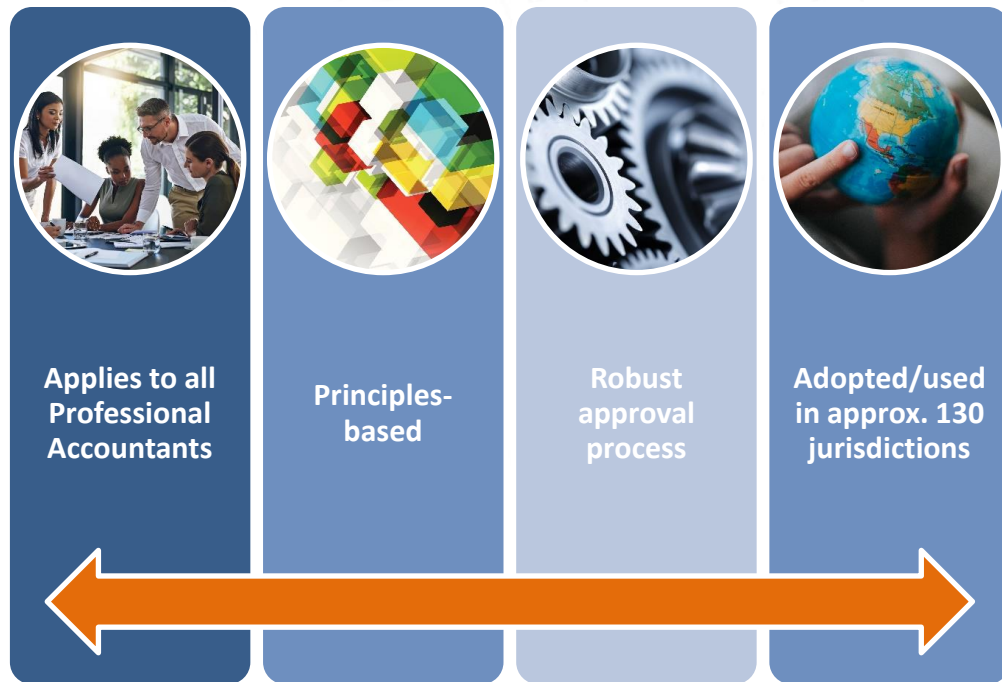 Applies to all
Professional
Accountants
Principles-
based
Robust
approval
process
Adopted/used
in approx. 130
jurisdictions